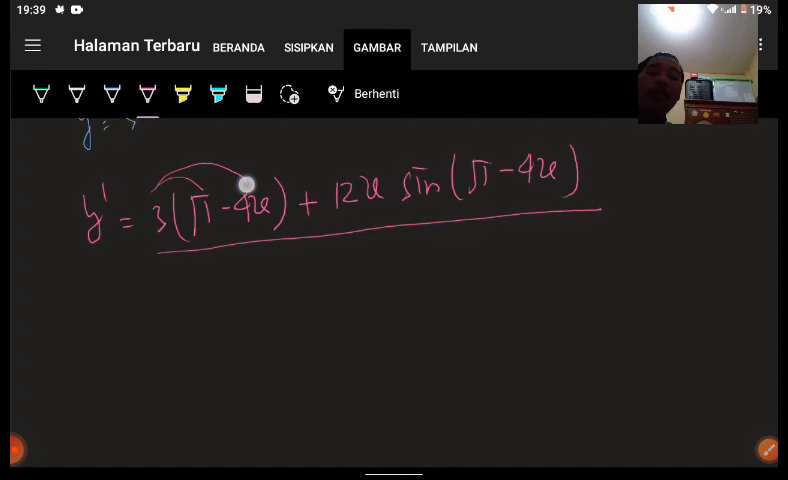 19:39 19%
Halaman Terbaru BERANDA SISIPKAN GAMBAR TAMPILAN
Berhenti
y' = 3(π - 4x) + 12x sin(π - 4x)